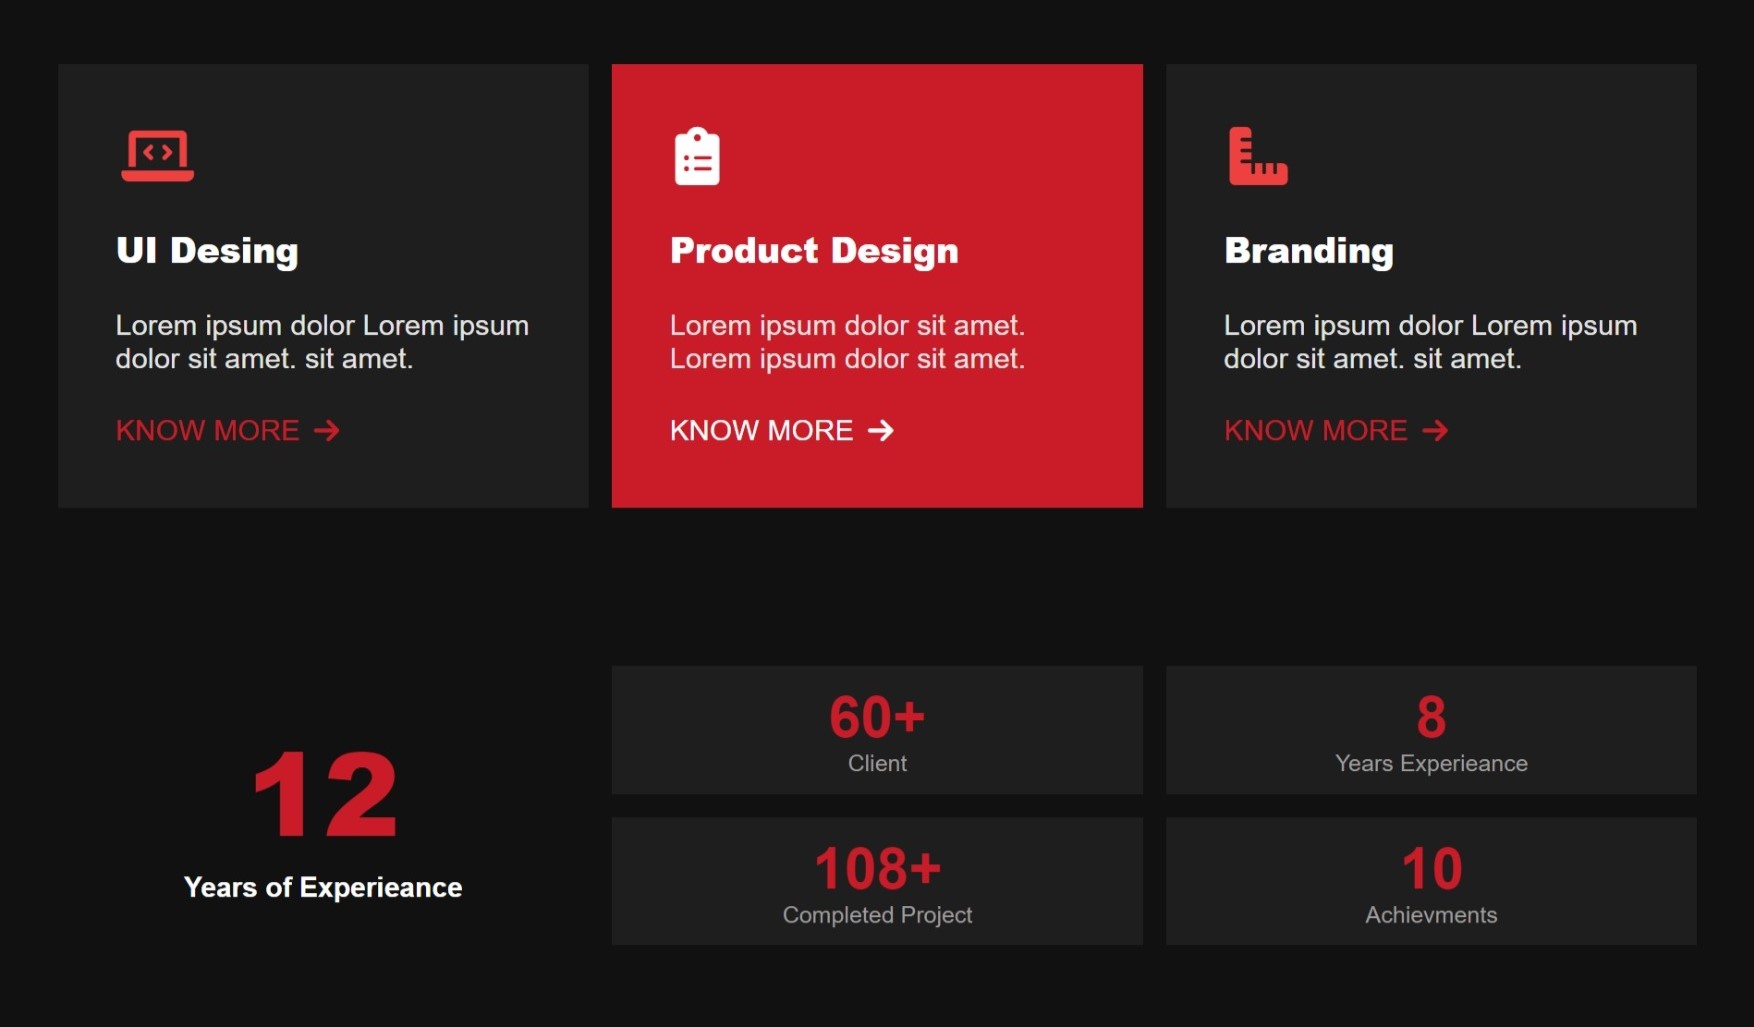 UI Desing
Lorem ipsum dolor Lorem ipsum
dolor sit amet. sit amet.
KNOW MORE →
Product Design
Lorem ipsum dolor sit amet.
Lorem ipsum dolor sit amet.
KNOW MORE →
Branding
Lorem ipsum dolor Lorem ipsum
dolor sit amet. sit amet.
KNOW MORE →
12
Years of Experieance
60+
Client
8
Years Experieance
108+
Completed Project
10
Achievments